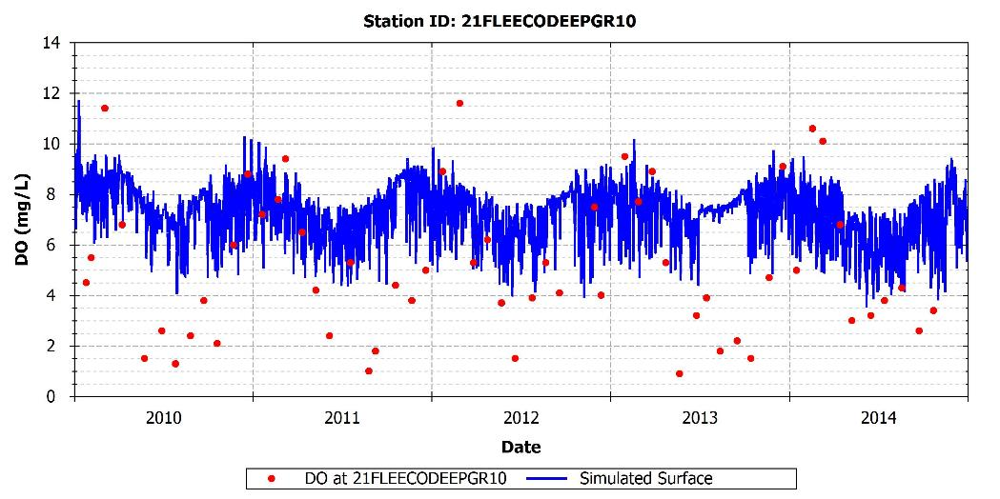 Station ID: 21FLEECODEEPGR10
14
12
10
8
6
4
2
0
DO (mg/L)
2010 2011 2012 2013 2014
Date
DO at 21FLEECODEEPGR10 Simulated Surface